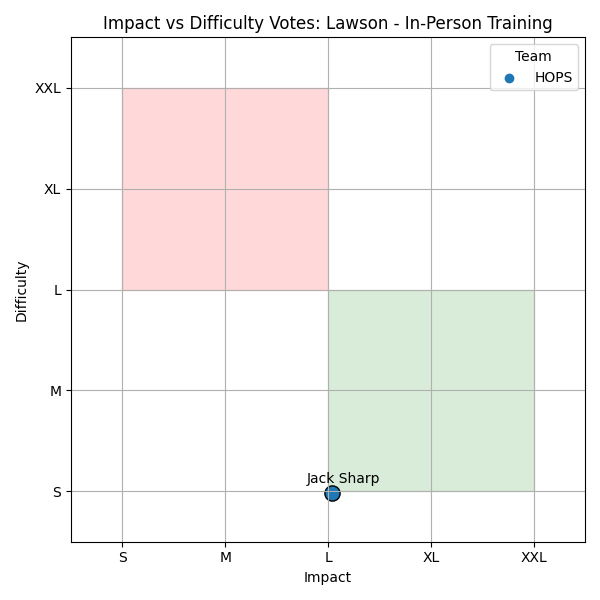 Impact vs Difficulty Votes: Lawson - In-Person Training
Team
HOPS
XXL
XL
L
M
S
Difficulty
Jack Sharp
S
M
L
XL
XXL
Impact